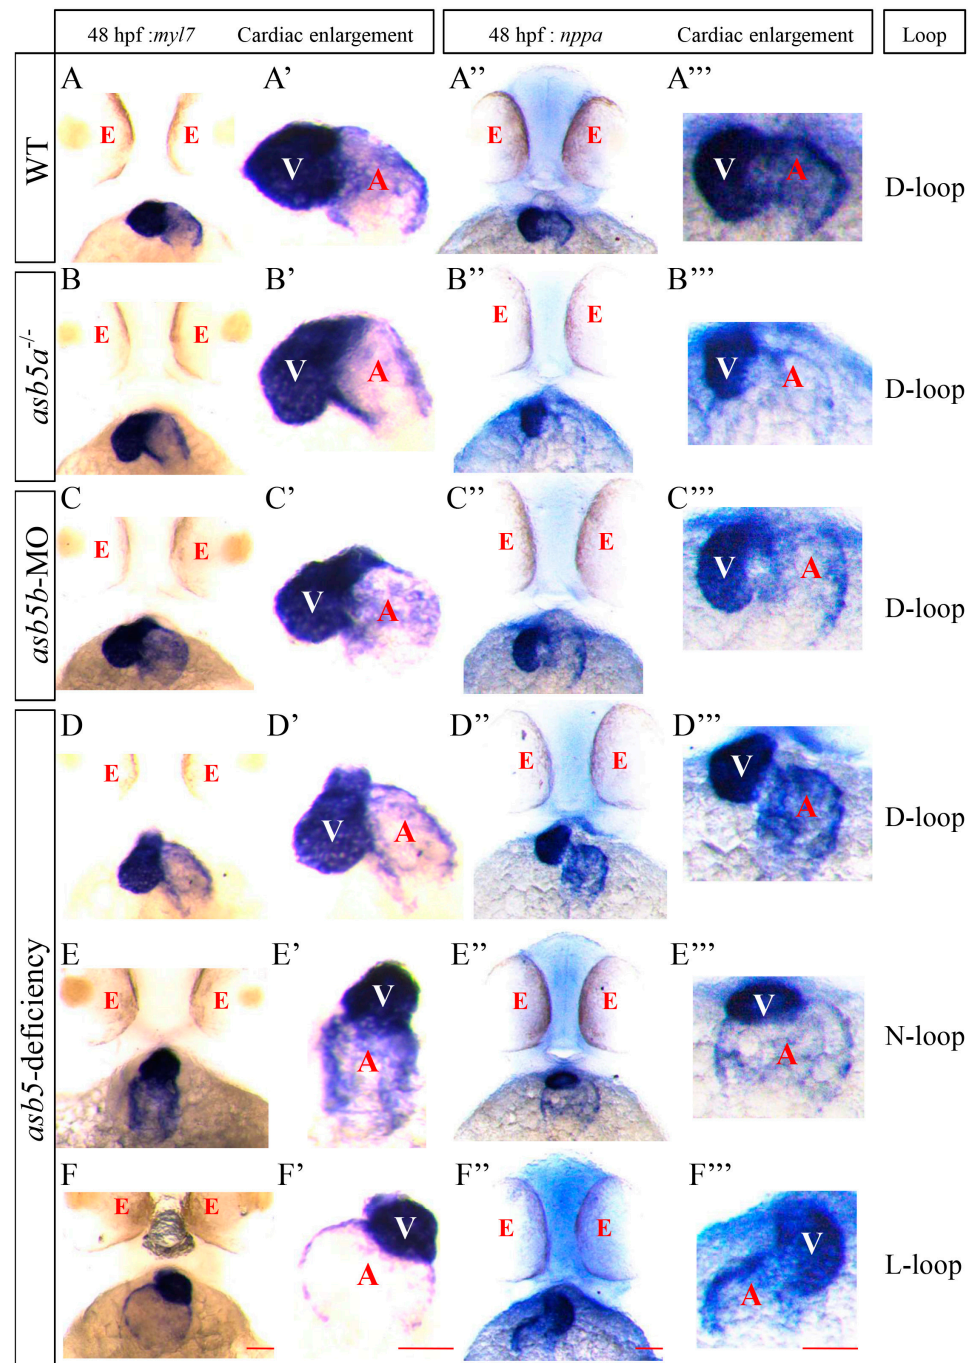 48 hpf :myl7 Cardiac enlargement 48 hpf : nppa Cardiac enlargement Loop
WT
A A’ A’’ A’’’
E E V A E E V A
D-loop
asb5a-/-
B B’ B’’ B’’’
E E V A E E V A
D-loop
asb5b-MO
C C’ C’’ C’’’
E E V A E E V A
D-loop
asb5-deficiency
D D’ D’’ D’’’
E E V A E E V A
D-loop
E E’ E’’ E’’’
E E V A E E V A
N-loop
F F’ F’’ F’’’
E E V A E E V A
L-loop